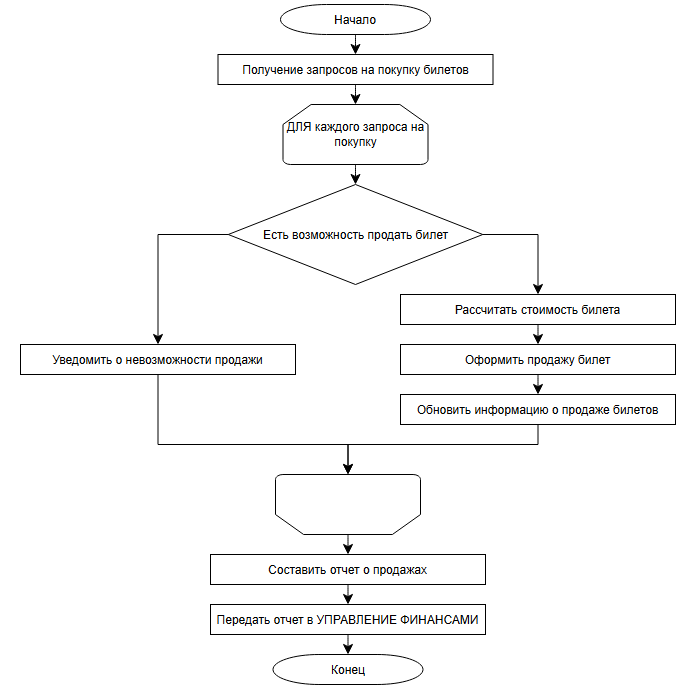 Начало
Получение запросов на покупку билетов
ДЛЯ каждого запроса на
покупку
Есть возможность продать билет
Рассчитать стоимость билета
Уведомить о невозможности продажи
Оформить продажу билет
Обновить информацию о продаже билетов
Составить отчет о продажах
Передать отчет в УПРАВЛЕНИЕ ФИНАНСАМИ
Конец